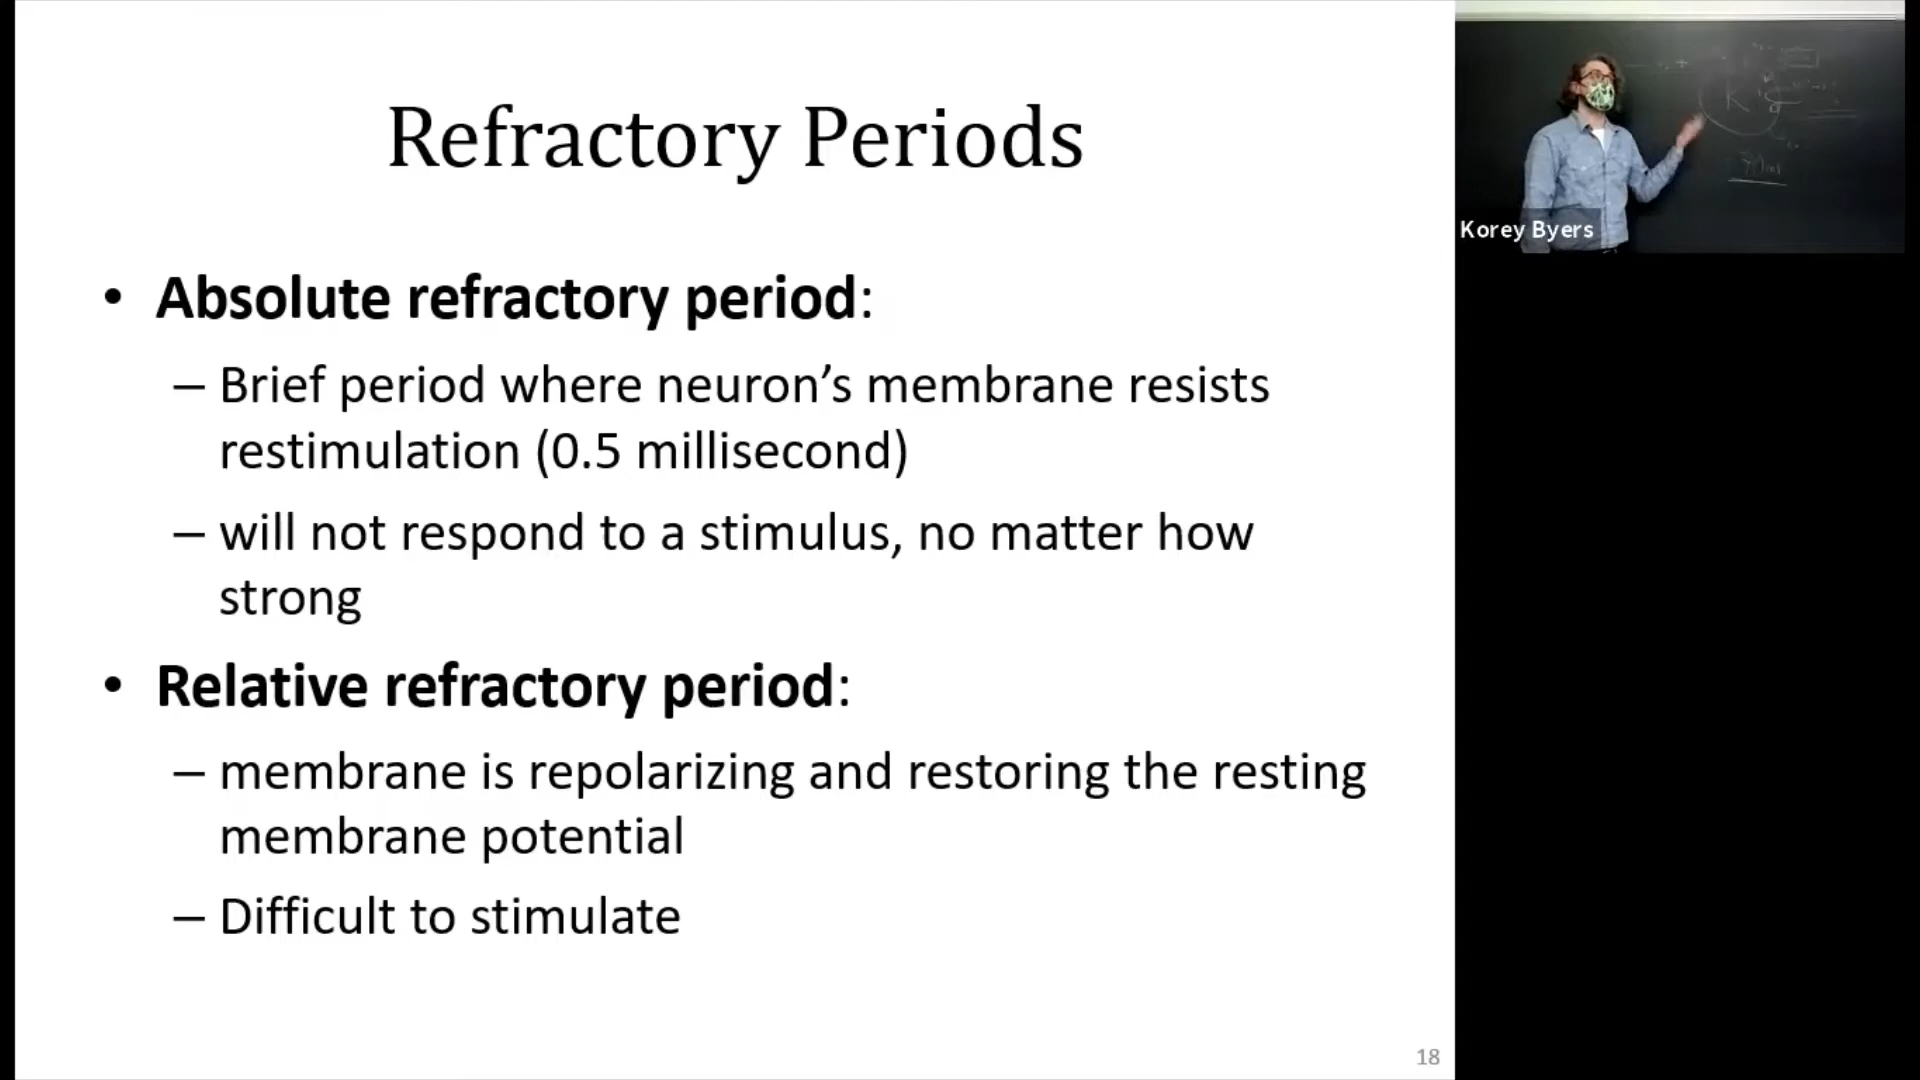 Refractory Periods
• Absolute refractory period:
– Brief period where neuron’s membrane resists
restimulation (0.5 millisecond)
– will not respond to a stimulus, no matter how
strong
• Relative refractory period:
– membrane is repolarizing and restoring the resting
membrane potential
– Difficult to stimulate
18
Korey Byers
K